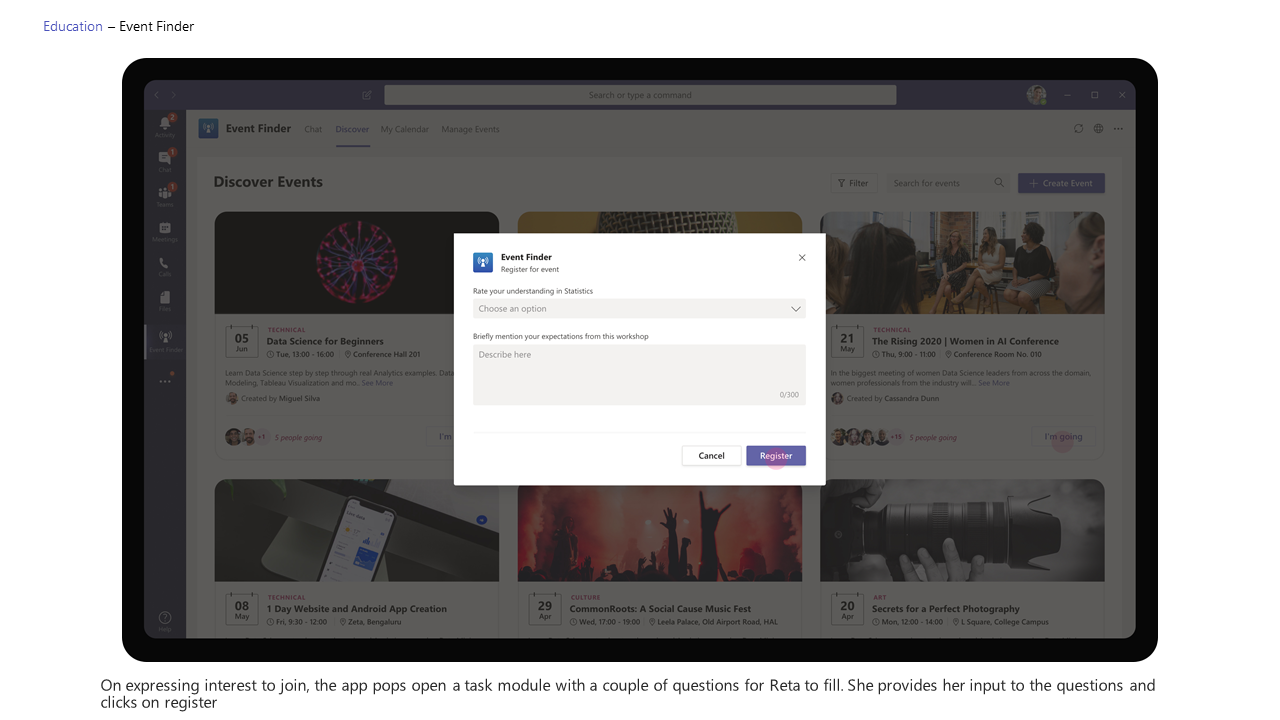 Education – Event Finder
Search or type a command
Activity
2
Chat
1
Teams
1
Meetings
Calls
Files
Event Finder
Help
Event Finder
Chat
Discover
My Calendar
Manage Events
Discover Events
Filter
Search for events
+ Create Event
05
Jun
TECHNICAL
Data Science for Beginners
Tue, 13:00 - 16:00
Conference Hall 201
Learn Data Science step by step through real Analytics examples. Data
Modeling, Tableau Visualization and mo.. See More
Created by Miguel Silva
+1
5 people going
I'm
Event Finder
Register for event
Rate your understanding in Statistics
Choose an option
Briefly mention your expectations from this workshop
Describe here
0/300
Cancel
Register
21
May
TECHNICAL
The Rising 2020 | Women in AI Conference
Thu, 9:00 - 11:00
Conference Room No. 010
In the biggest meeting of women Data Science leaders from across the domain,
women professionals from the industry will... See More
Created by Cassandra Dunn
+15
5 people going
I'm going
08
May
TECHNICAL
1 Day Website and Android App Creation
Fri, 9:30 - 12:00
Zeta, Bengaluru
29
Apr
CULTURE
CommonRoots: A Social Cause Music Fest
Wed, 17:00 - 19:00
Leela Palace, Old Airport Road, HAL
20
Apr
ART
Secrets for a Perfect Photography
Mon, 12:00 - 14:00
L Square, College Campus
On expressing interest to join, the app pops open a task module with a couple of questions for Reta to fill. She provides her input to the questions and
clicks on register